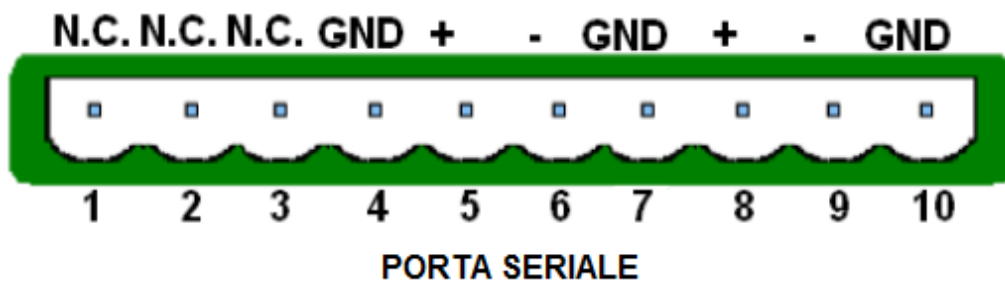 N.C. N.C. N.C. GND + - GND + - GND
1 2 3 4 5 6 7 8 9 10
PORTA SERIALE